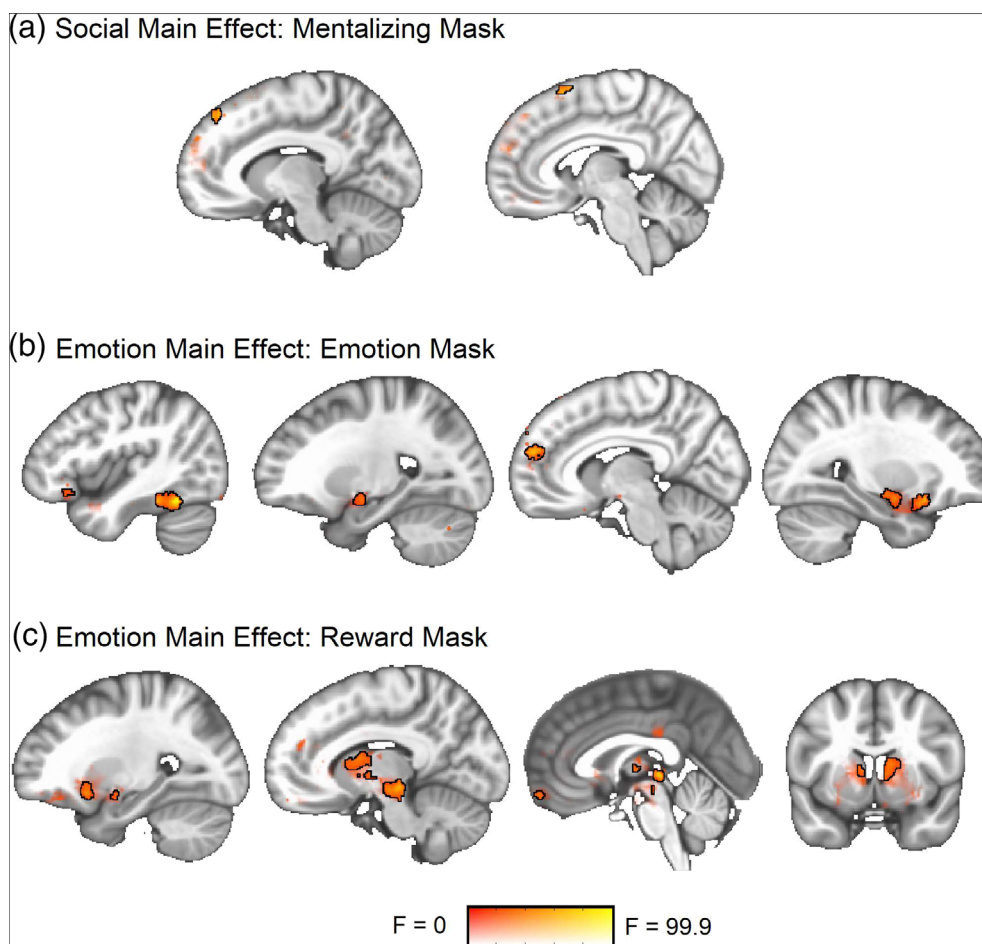 (a) Social Main Effect: Mentalizing Mask
(b) Emotion Main Effect: Emotion Mask
(c) Emotion Main Effect: Reward Mask
F = 0 F = 99.9